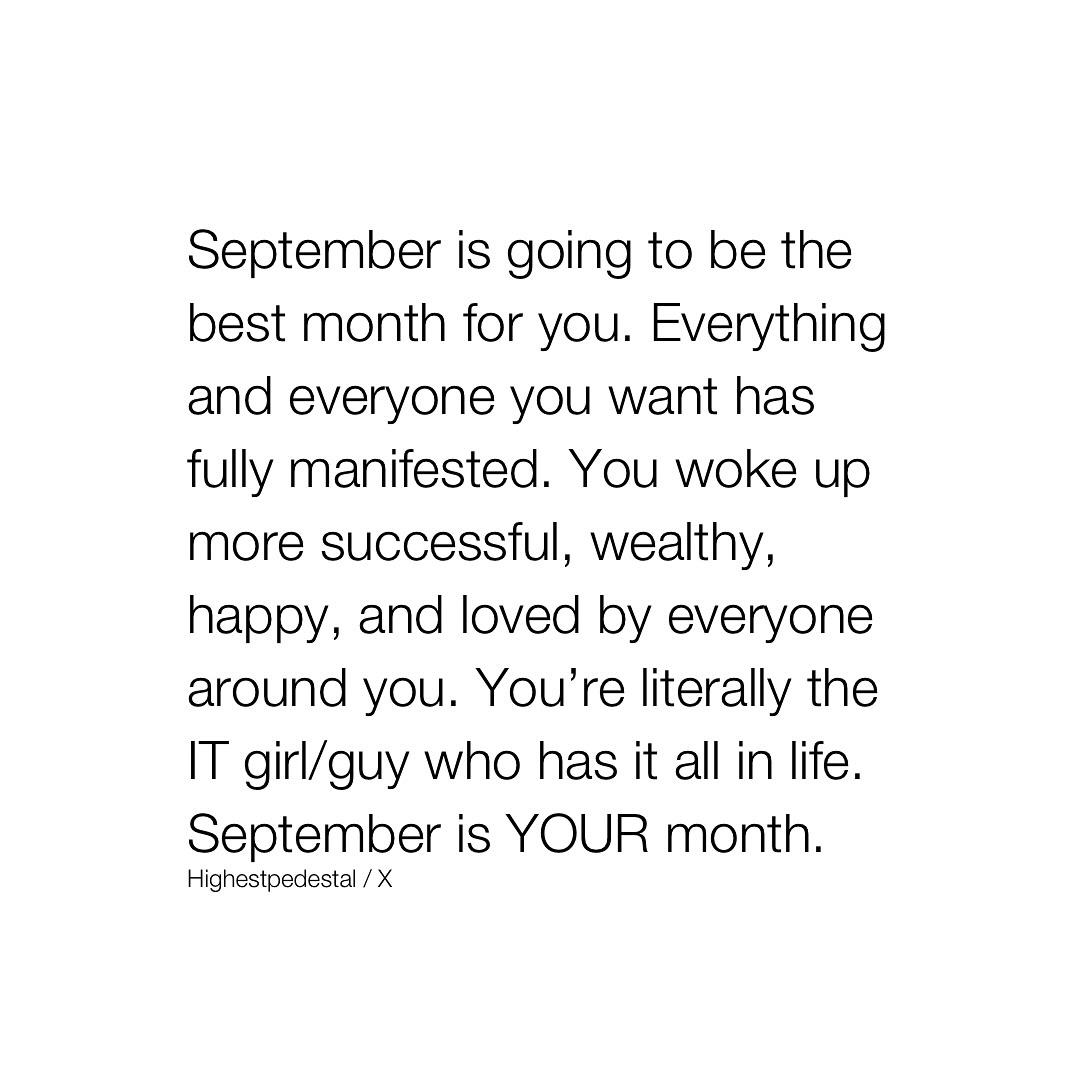 September is going to be the
best month for you. Everything
and everyone you want has
fully manifested. You woke up
more successful, wealthy,
happy, and loved by everyone
around you. You’re literally the
IT girl/guy who has it all in life.
September is YOUR month.
Highestpedestal / X